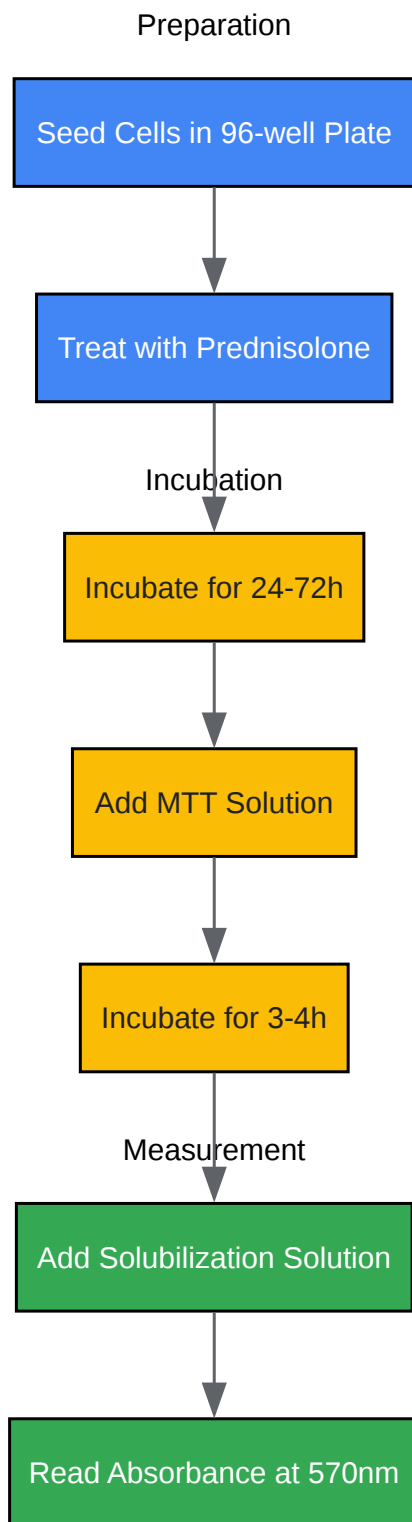 Preparation
Seed Cells in 96-well Plate
Treat with Prednisolone
Incubation
Incubate for 24-72h
Add MTT Solution
Incubate for 3-4h
Measurement
Add Solubilization Solution
Read Absorbance at 570nm